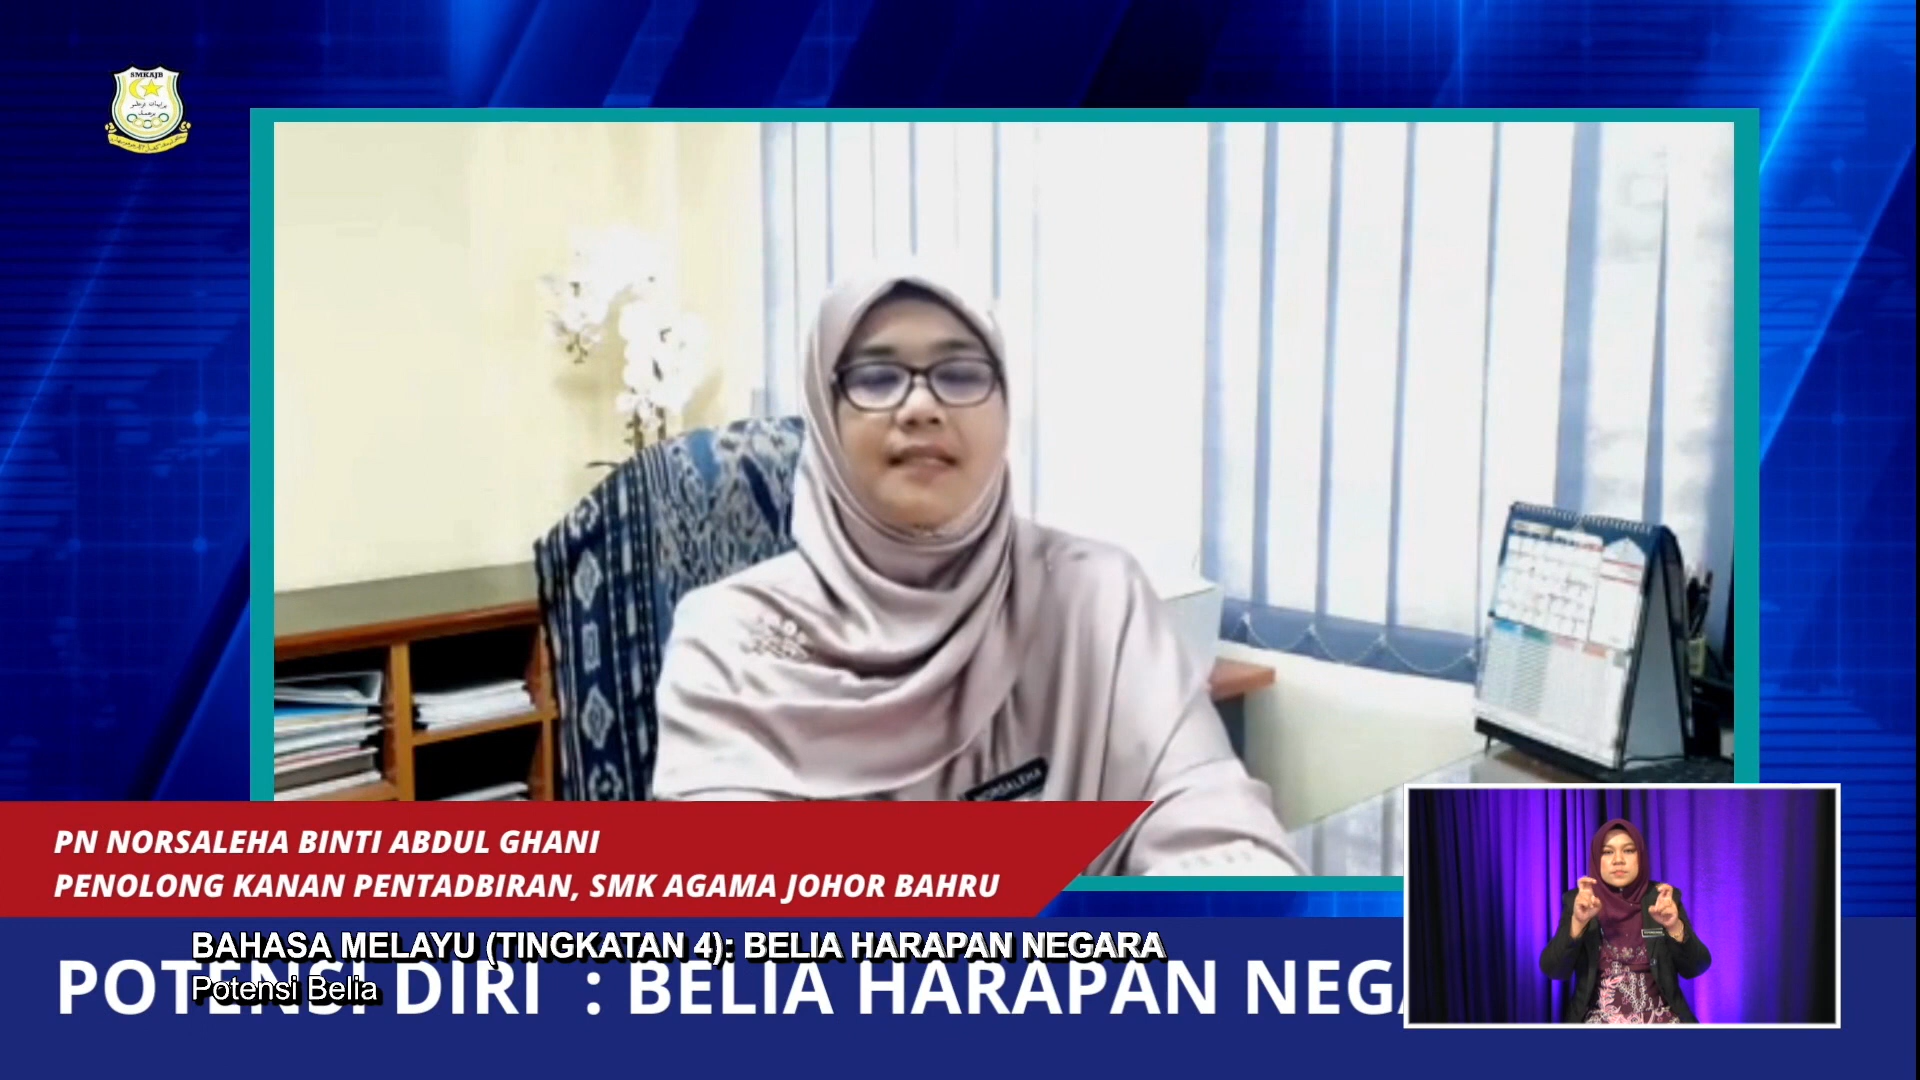 SMKAJB
NORSALEHA
PN NORSALEHA BINTI ABDUL GHANI
PENOLONG KANAN PENTADBIRAN, SMK AGAMA JOHOR BAHRU
BAHASA MELAYU (TINGKATAN 4): BELIA HARAPAN NEGARA
Potensi Belia
POTENSI DIRI : BELIA HARAPAN NEGA